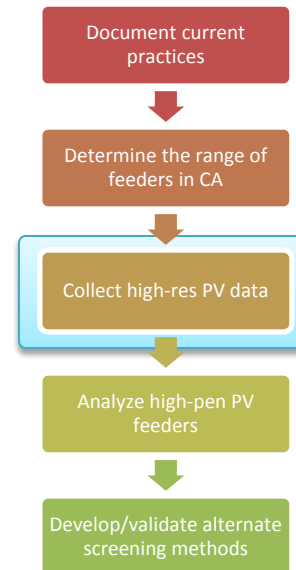 Document current
practices
Determine the range of
feeders in CA
Collect high-res PV data
Analyze high-pen PV
feeders
Develop/validate alternate
screening methods